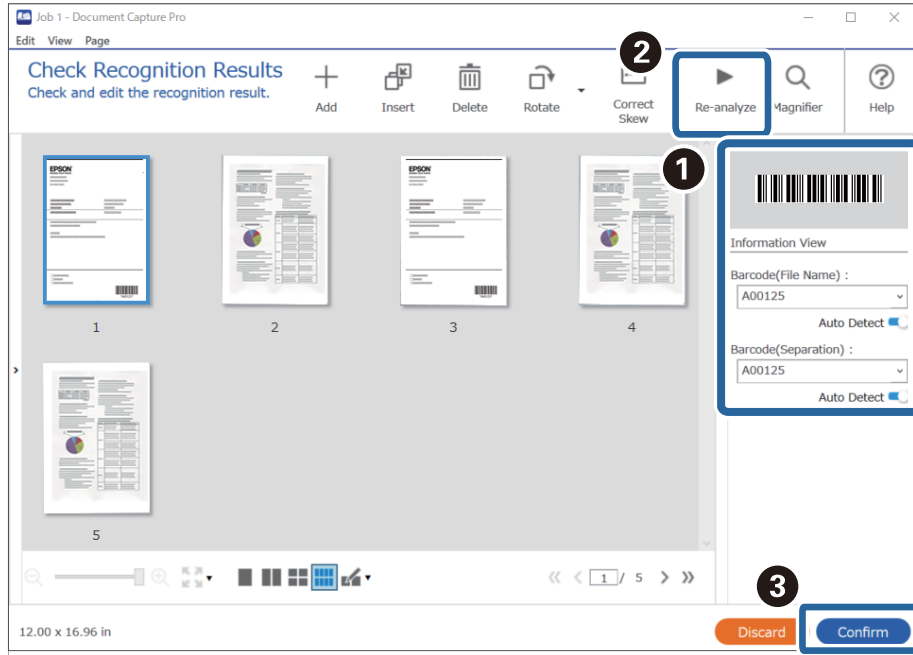 Job 1 - Document Capture Pro
Edit View Page
Check Recognition Results
Check and edit the recognition result.
Add
Insert
Delete
Rotate
Correct
Skew
2
Re-analyze
Magnifier
Help
1
EPSON
EPSON
1
2
3
4
5
Information View
Barcode(File Name) :
A00125
Auto Detect
Barcode(Separation) :
A00125
Auto Detect
1 / 5
3
12.00 x 16.96 in
Discard
Confirm